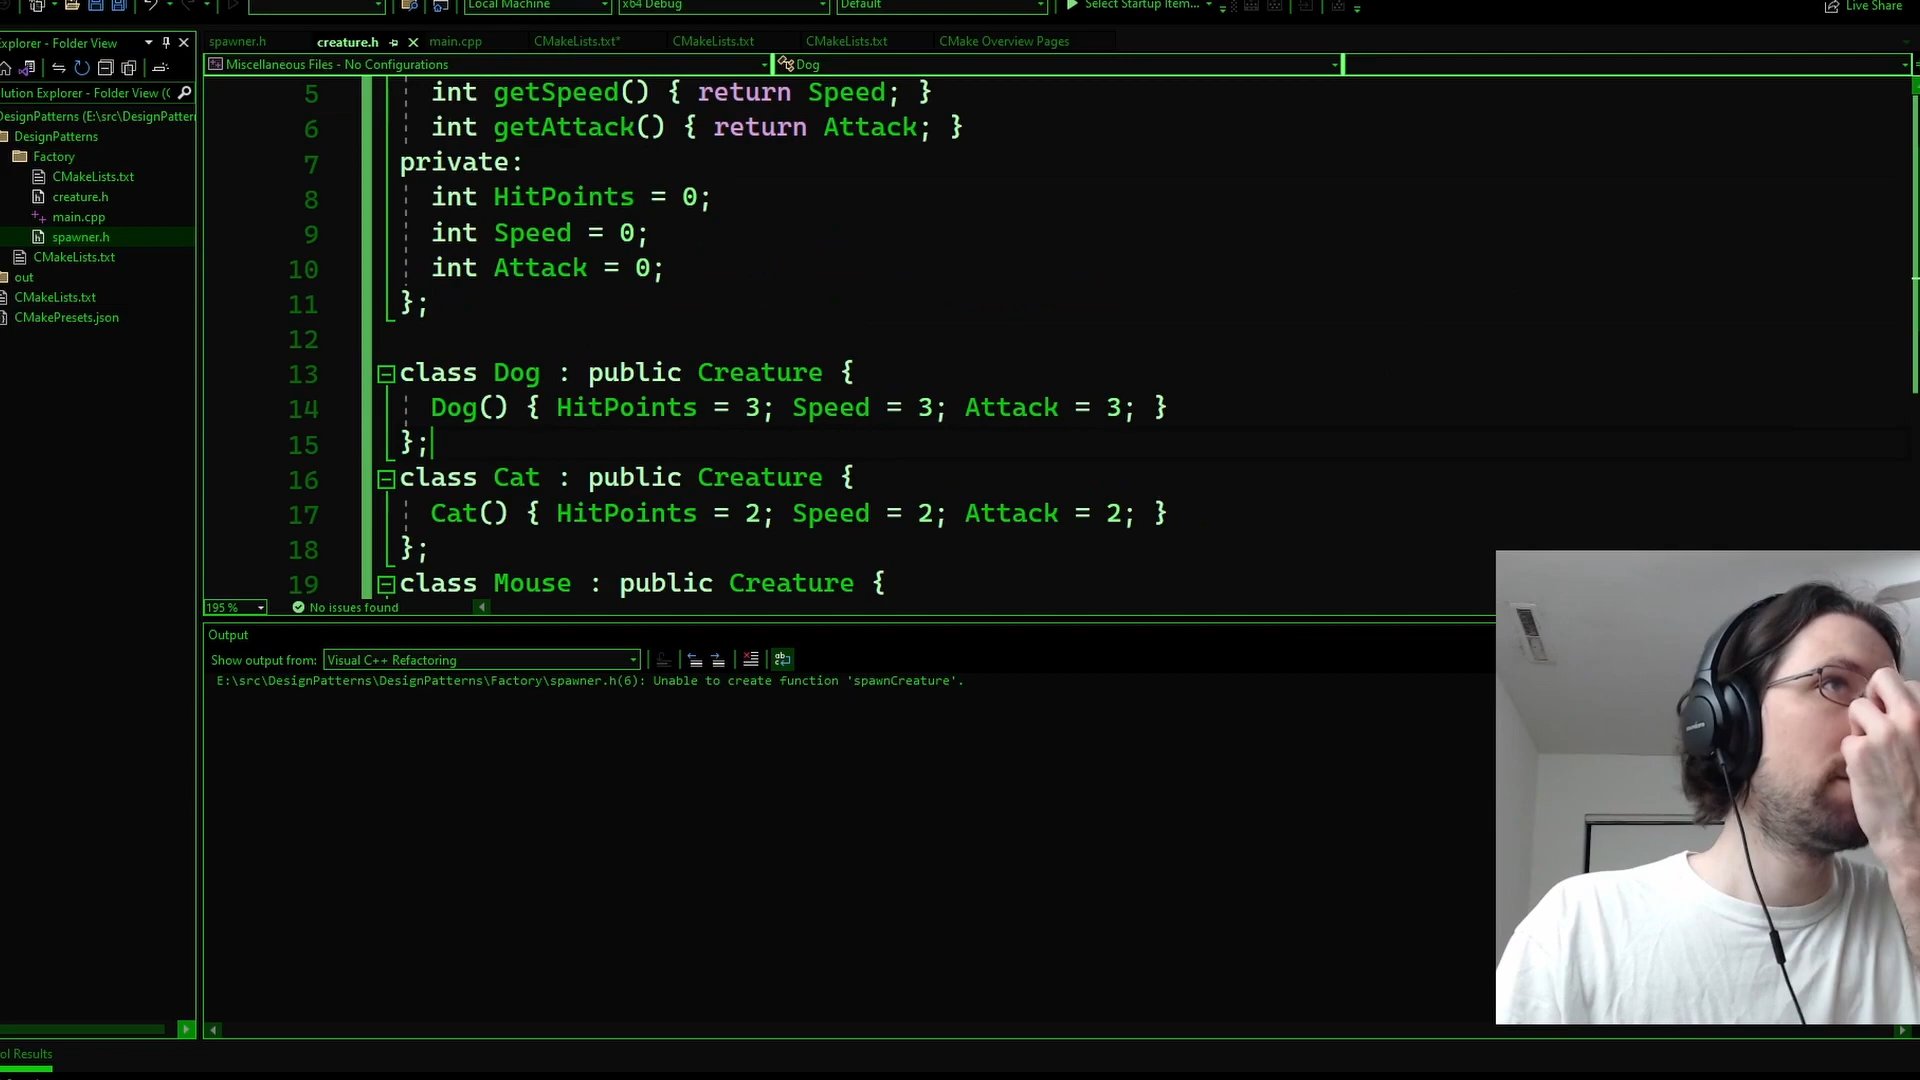 Local Machine
x64 Debug
Default
Select Startup Item...
Live Share
Explorer - Folder View
spawner.h
creature.h
main.cpp
CMakeLists.txt*
CMakeLists.txt
CMakeLists.txt
CMake Overview Pages
Miscellaneous Files - No Configurations
Dog
lution Explorer - Folder View (
DesignPatterns (E:\src\DesignPattern
DesignPatterns
Factory
CMakeLists.txt
creature.h
main.cpp
spawner.h
CMakeLists.txt
out
CMakeLists.txt
CMakePresets.json
5 int getSpeed() { return Speed; }
6 int getAttack() { return Attack; }
7 private:
8 int HitPoints = 0;
9 int Speed = 0;
10 int Attack = 0;
11 };
12
13 class Dog : public Creature {
14 Dog() { HitPoints = 3; Speed = 3; Attack = 3; }
15 };
16 class Cat : public Creature {
17 Cat() { HitPoints = 2; Speed = 2; Attack = 2; }
18 };
19 class Mouse : public Creature {
195 %
No issues found
Output
Show output from: Visual C++ Refactoring
E:\src\DesignPatterns\DesignPatterns\Factory\spawner.h(6): Unable to create function 'spawnCreature'.
ol Results